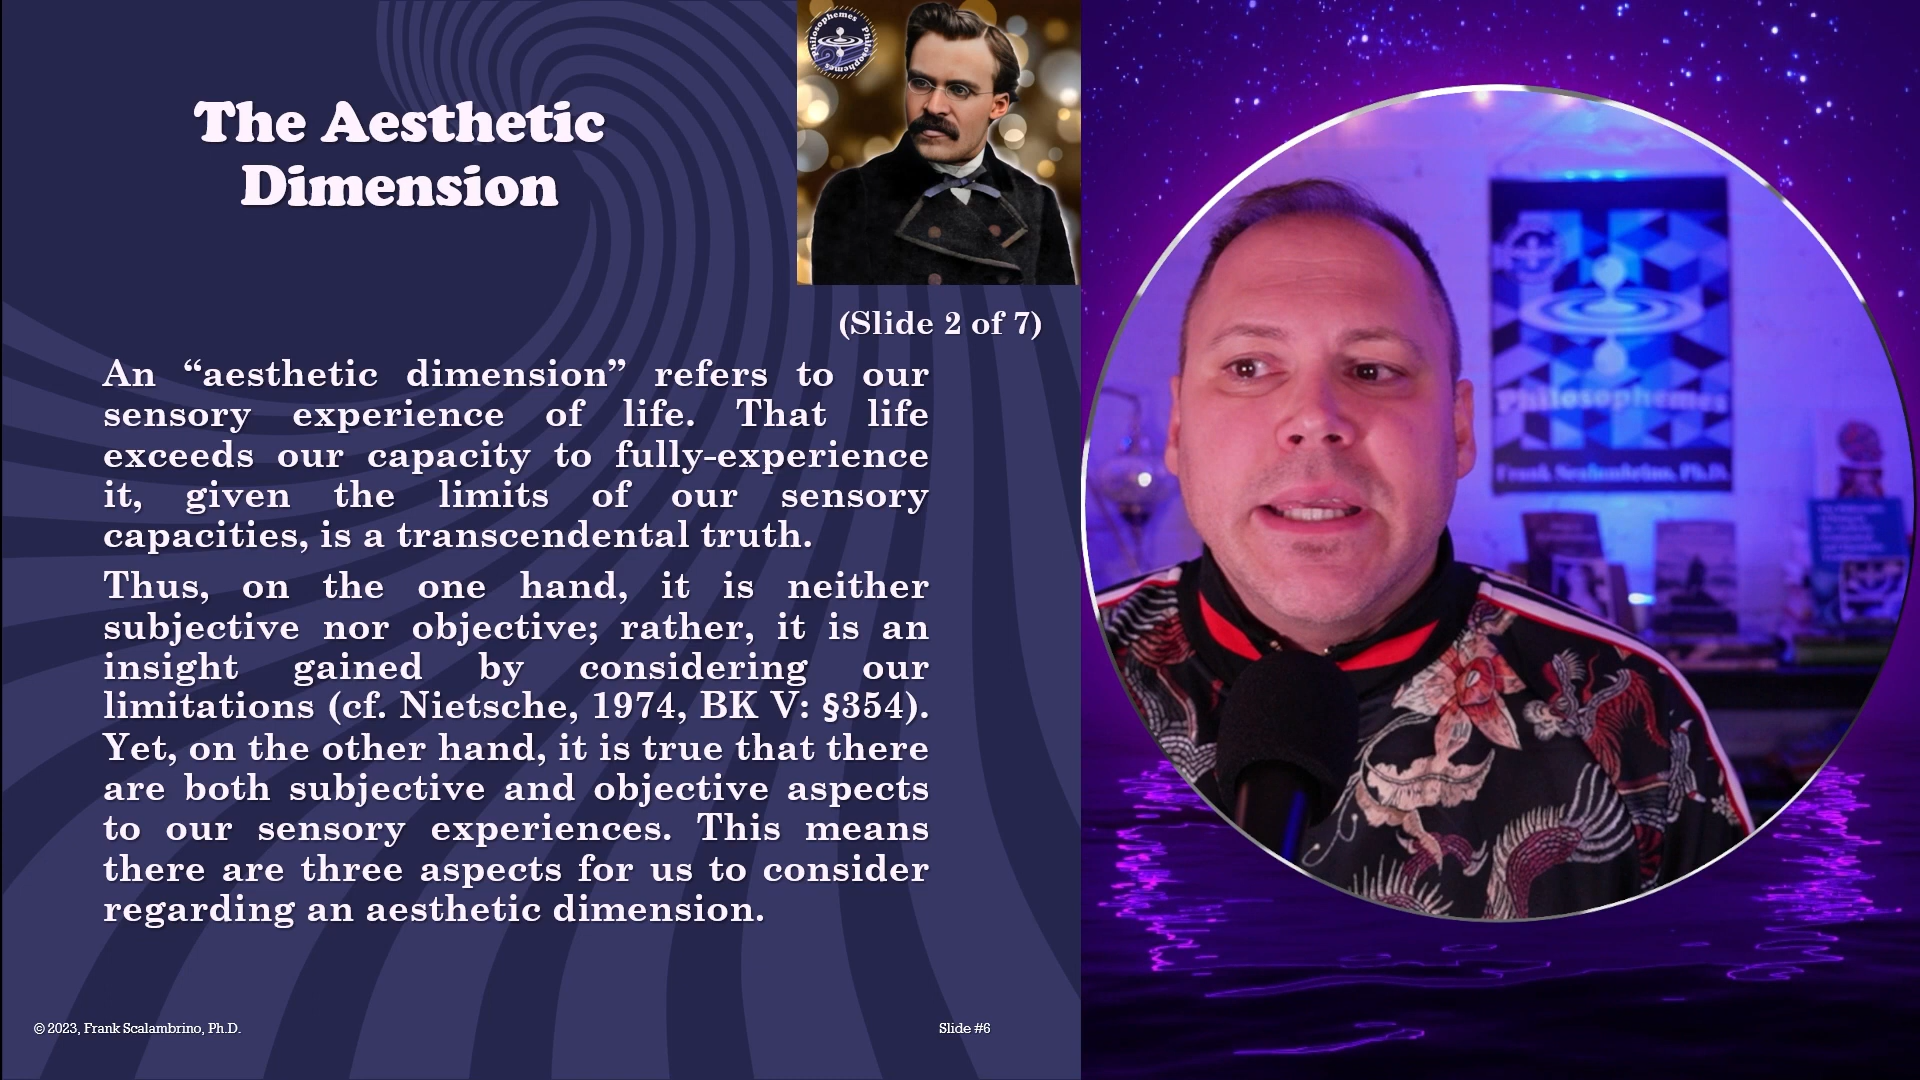 Philosophemes Philosophemes
The Aesthetic
Dimension
(Slide 2 of 7)
An “aesthetic dimension” refers to our
sensory experience of life. That life
exceeds our capacity to fully-experience
it, given the limits of our sensory
capacities, is a transcendental truth.
Thus, on the one hand, it is neither
subjective nor objective; rather, it is an
insight gained by considering our
limitations (cf. Nietsche, 1974, BK V: §354).
Yet, on the other hand, it is true that there
are both subjective and objective aspects
to our sensory experiences. This means
there are three aspects for us to consider
regarding an aesthetic dimension.
© 2023, Frank Scalambrino, Ph.D.
Slide #6
Philosophemes
Frank Scalambrino, Ph.D.